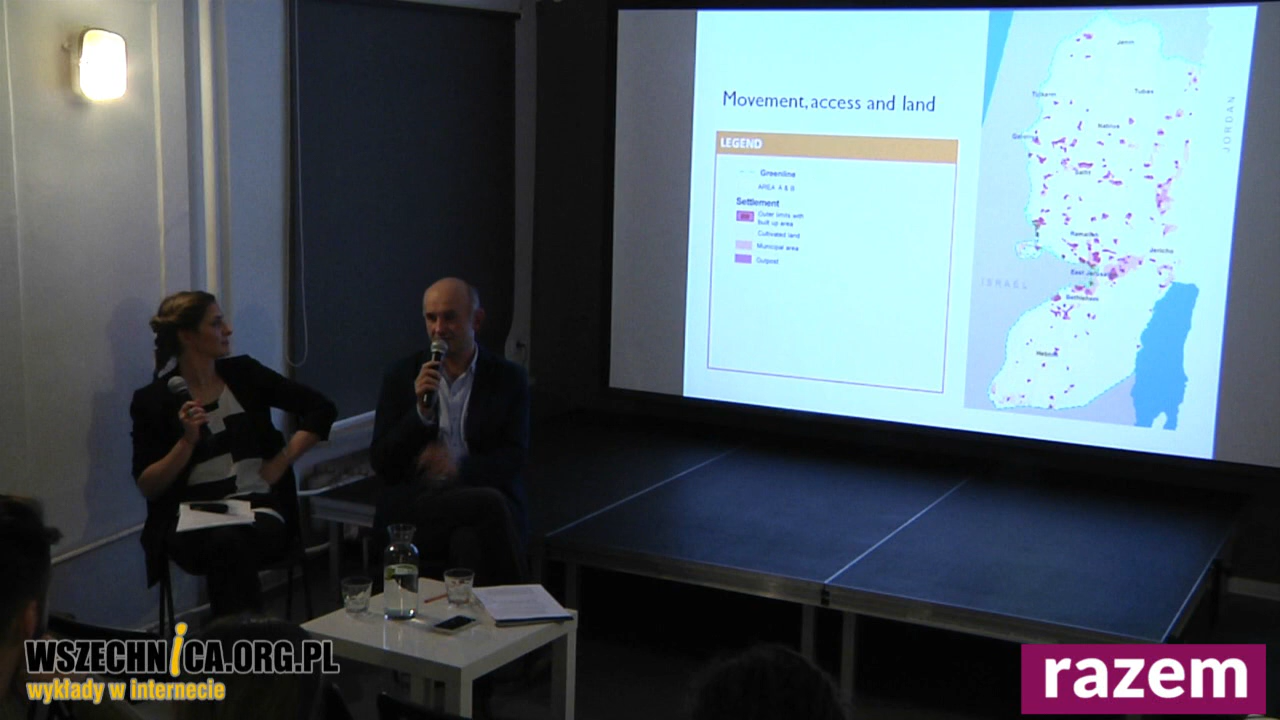 Movement, access and land
LEGEND
Greenline
AREA A & B
Settlement
Outer limits with
built up area
Cultivated land
Municipal area
Outpost
Jenin
Tulkarm
Tubas
Nablus
JORDAN
Salfit
Ramallah
Jericho
East Jerusalem
ISRAEL
Bethlehem
Hebron
WSZECHNICA.ORG.PL
wykłady w internecie
razem